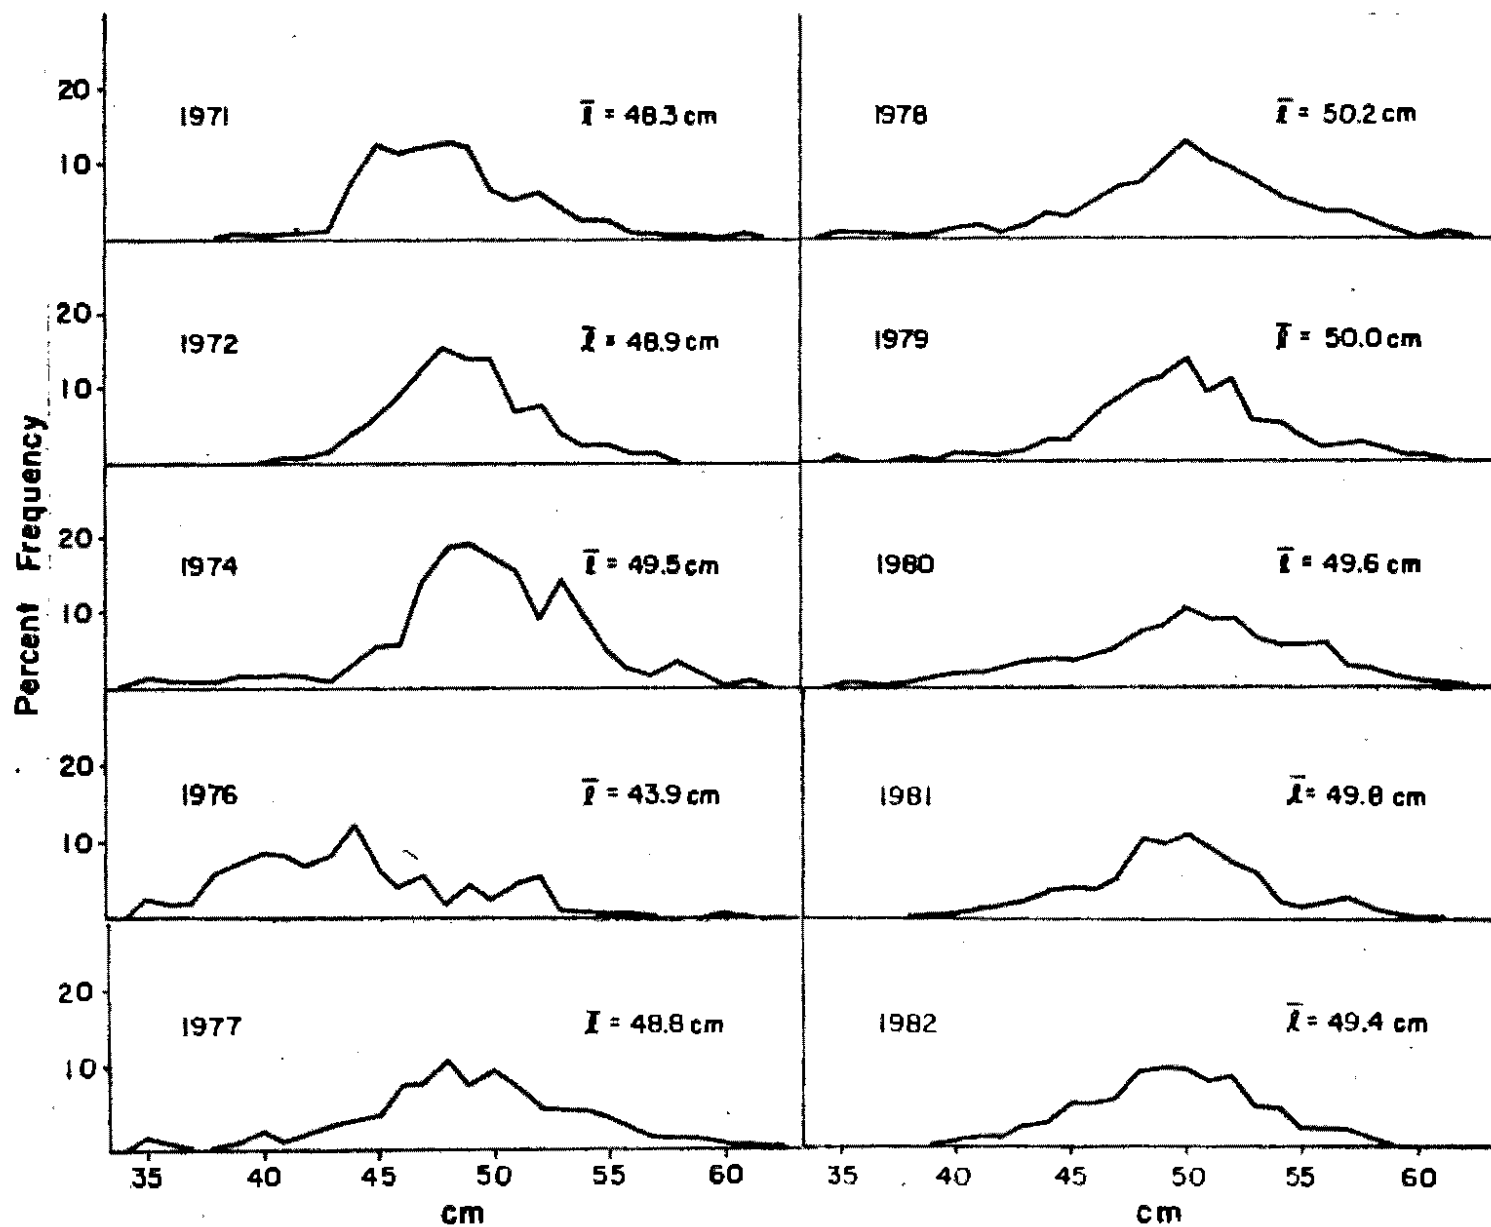 Percent Frequency
20
10
1971
l̄ = 48.3 cm
1978
l̄ = 50.2 cm
20
10
1972
l̄ = 48.9 cm
1979
l̄ = 50.0 cm
20
10
1974
l̄ = 49.5 cm
1980
l̄ = 49.6 cm
20
10
1976
l̄ = 43.9 cm
1981
l̄ = 49.8 cm
20
10
1977
l̄ = 48.8 cm
1982
l̄ = 49.4 cm
35 40 45 50 55 60
cm
35 40 45 50 55 60
cm